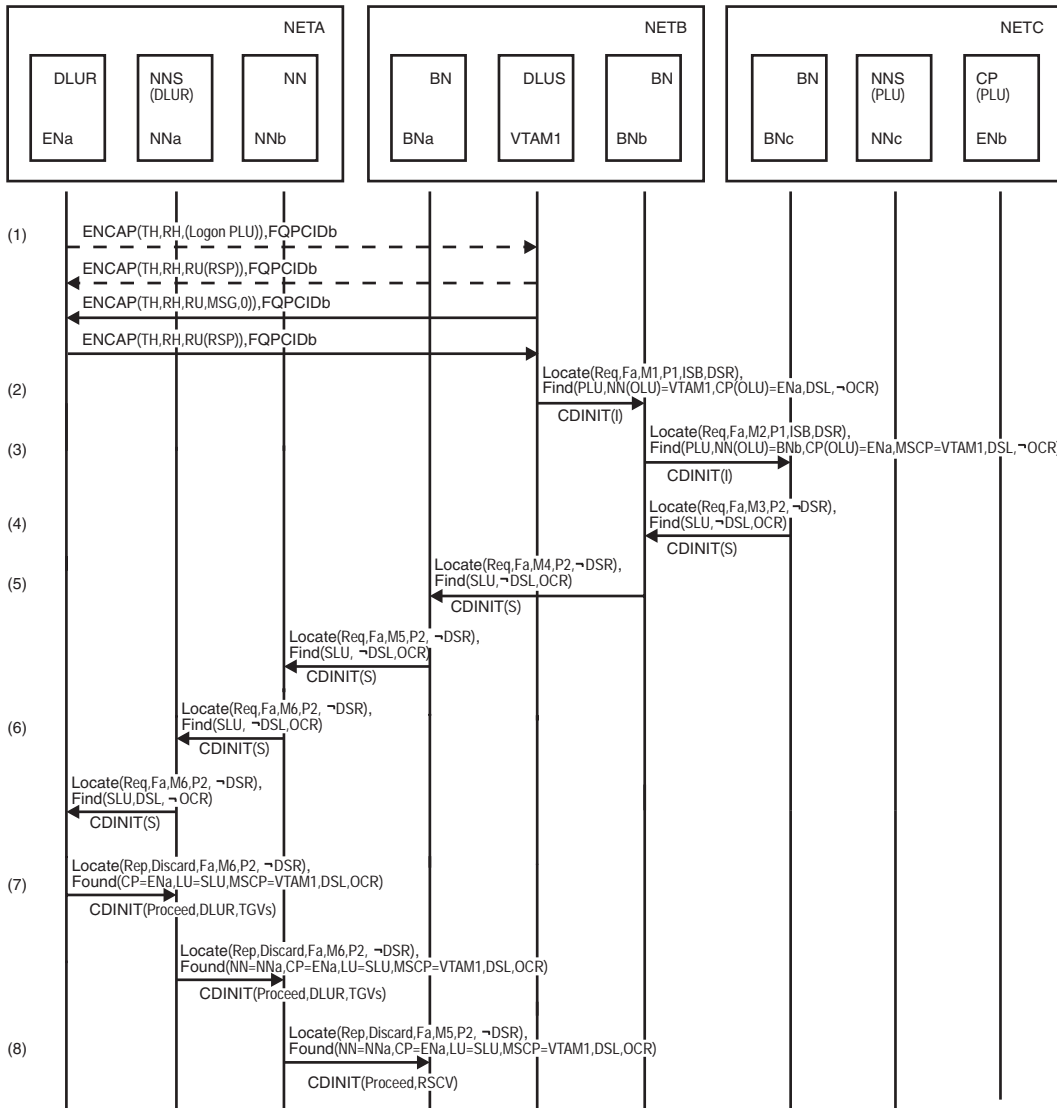 NETA
NETB
NETC
DLUR
NNS
(DLUR)
NN
BN
DLUS
BN
BN
NNS
(PLU)
CP
(PLU)
ENa
NNa
NNb
BNa
VTAM1
BNb
BNc
NNc
ENb
(1)
ENCAP(TH,RH,(Logon PLU)),FQPCIDb
ENCAP(TH,RH,RU(RSP)),FQPCIDb
ENCAP(TH,RH,RU,MSG,0)),FQPCIDb
ENCAP(TH,RH,RU(RSP)),FQPCIDb
(2)
Locate(Req,Fa,M1,P1,ISB,DSR),
Find(PLU,NN(OLU)=VTAM1,CP(OLU)=ENa,DSL,¬OCR)
CDINIT(I)
(3)
Locate(Req,Fa,M2,P1,ISB,DSR),
Find(PLU,NN(OLU)=BNb,CP(OLU)=ENa,MSCP=VTAM1,DSL,¬OCR)
CDINIT(I)
(4)
Locate(Req,Fa,M3,P2,¬DSR),
Find(SLU,¬DSL,OCR)
CDINIT(S)
(5)
Locate(Req,Fa,M4,P2,¬DSR),
Find(SLU,¬DSL,OCR)
CDINIT(S)
Locate(Req,Fa,M5,P2, ¬DSR),
Find(SLU, ¬DSL,OCR)
CDINIT(S)
(6)
Locate(Req,Fa,M6,P2, ¬DSR),
Find(SLU, ¬DSL,OCR)
CDINIT(S)
Locate(Req,Fa,M6,P2, ¬DSR),
Find(SLU,DSL, ¬OCR)
CDINIT(S)
(7)
Locate(Rep,Discard,Fa,M6,P2, ¬DSR),
Found(CP=ENa,LU=SLU,MSCP=VTAM1,DSL,OCR)
CDINIT(Proceed,DLUR,TGVs)
Locate(Rep,Discard,Fa,M6,P2, ¬DSR),
Found(NN=NNa,CP=ENa,LU=SLU,MSCP=VTAM1,DSL,OCR)
CDINIT(Proceed,DLUR,TGVs)
(8)
Locate(Rep,Discard,Fa,M5,P2, ¬DSR),
Found(NN=NNa,CP=ENa,LU=SLU,MSCP=VTAM1,DSL,OCR)
CDINIT(Proceed,RSCV)